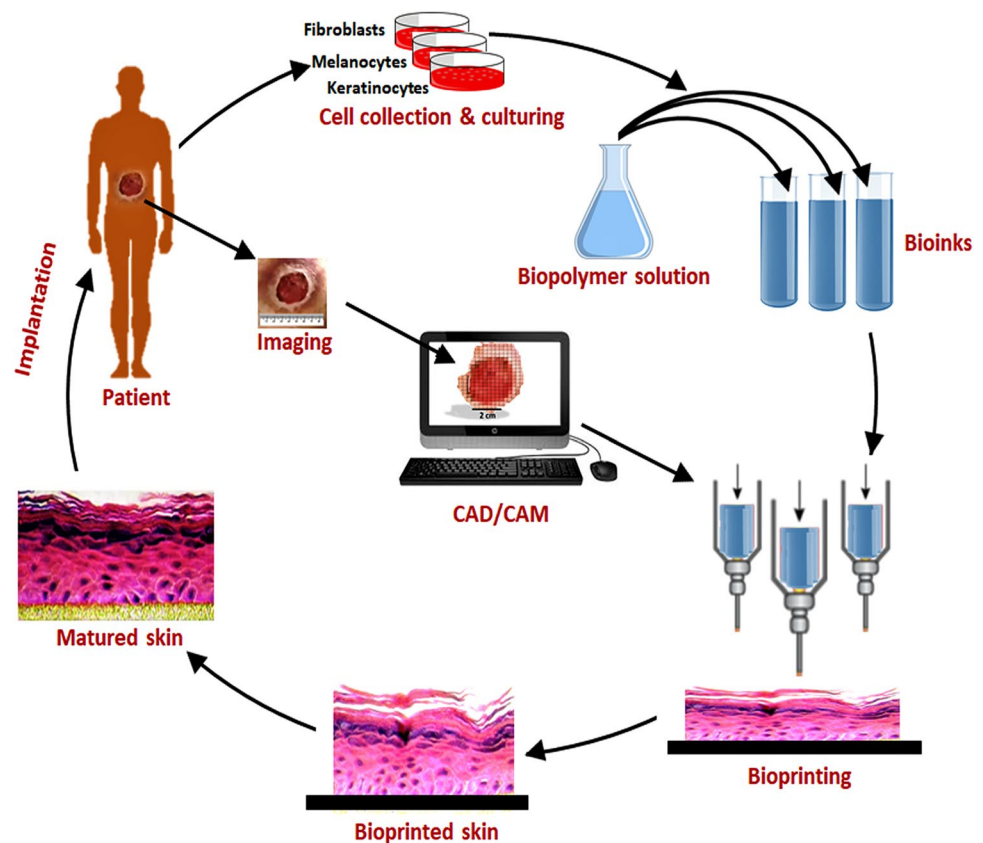 Fibroblasts
Melanocytes
Keratinocytes
Cell collection & culturing
Biopolymer solution
Bioinks
Implantation
Imaging
Patient
2 cm
CAD/CAM
Matured skin
Bioprinting
Bioprinted skin